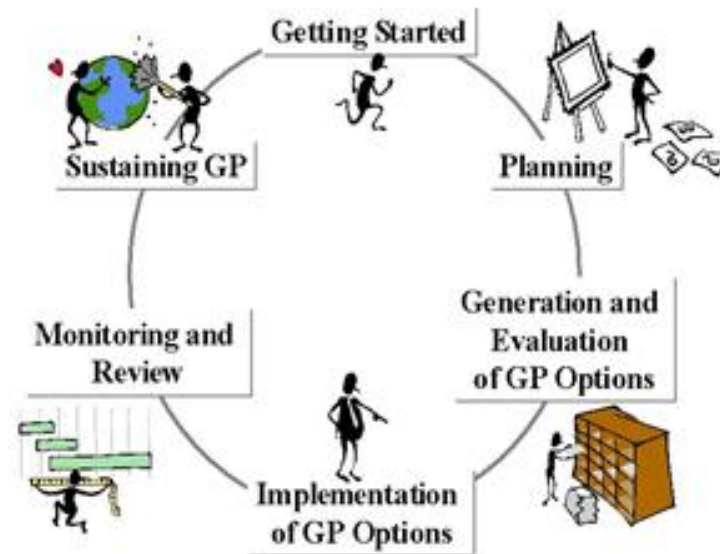 Getting Started
Planning
Generation and
Evaluation
of GP Options
Implementation
of GP Options
Monitoring and
Review
Sustaining GP